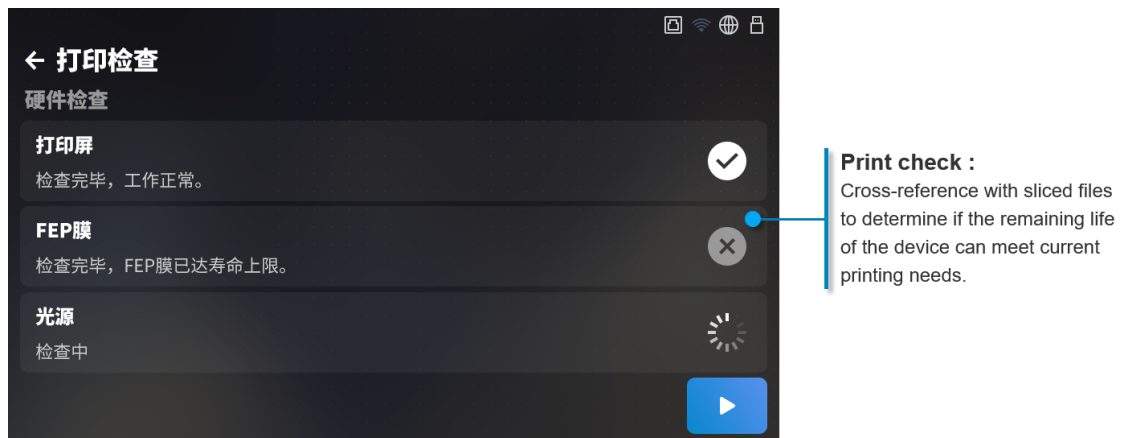 打印检查
硬件检查
打印屏
检查完毕，工作正常。
FEP膜
检查完毕，FEP膜已达寿命上限。
光源
检查中
Print check :
Cross-reference with sliced files
to determine if the remaining life
of the device can meet current
printing needs.